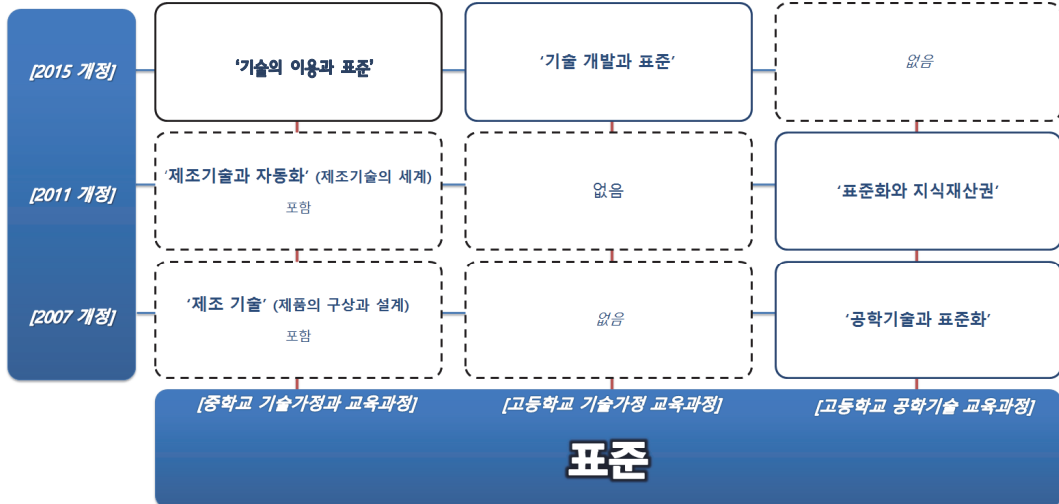 [2015 개정]
‘기술의 이용과 표준’
‘기술 개발과 표준’
없음
[2011 개정]
‘제조기술과 자동화’ (제조기술의 세계)
포함
없음
‘표준화와 지식재산권’
[2007 개정]
‘제조 기술’ (제품의 구상과 설계)
포함
없음
‘공학기술과 표준화’
[중학교 기술가정과 교육과정]
[고등학교 기술가정 교육과정]
[고등학교 공학기술 교육과정]
표준